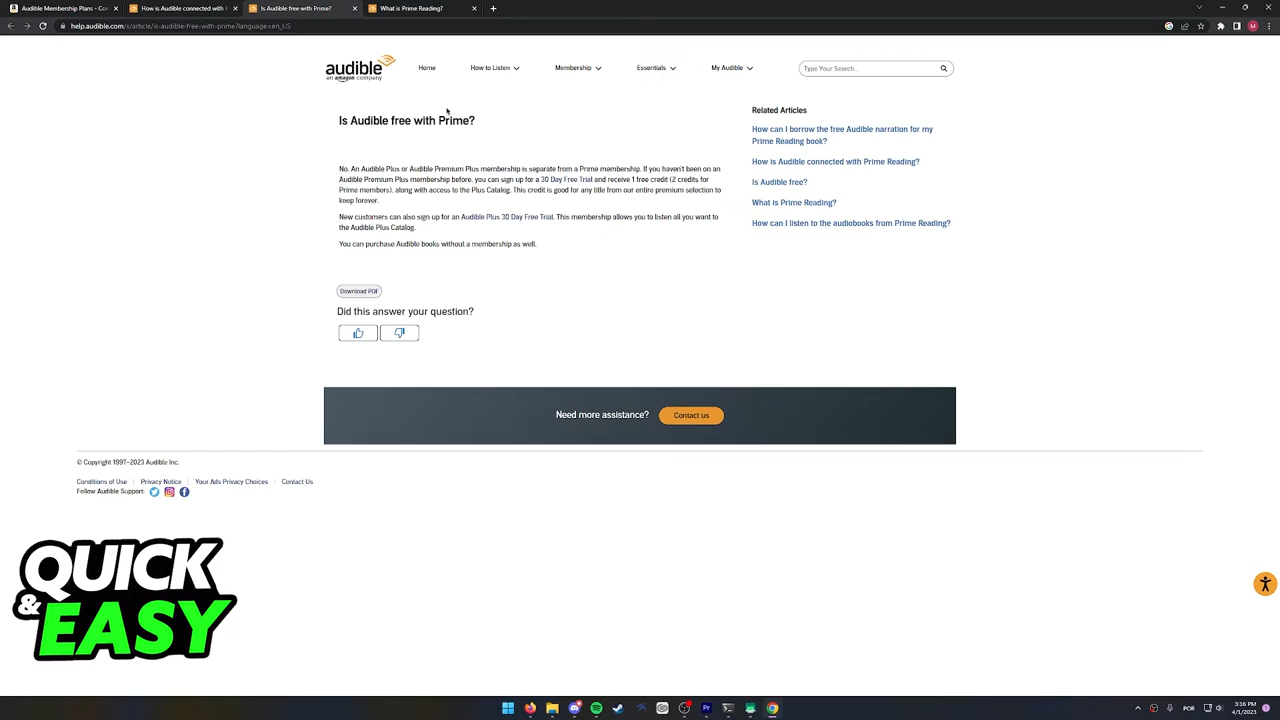 Audible Membership Plans - Co
How is Audible connected with P
Is Audible free with Prime?
What is Prime Reading?
help.audible.com/s/article/is-audible-free-with-prime?language=en_US
audible
an amazon company
Home
How to Listen
Membership
Essentials
My Audible
Type Your Search...
Is Audible free with Prime?
No. An Audible Plus or Audible Premium Plus membership is separate from a Prime membership. If you haven't been on an
Audible Premium Plus membership before, you can sign up for a 30 Day Free Trial and receive 1 free credit (2 credits for
Prime members), along with access to the Plus Catalog. This credit is good for any title from our entire premium selection to
keep forever.
New customers can also sign up for an Audible Plus 30 Day Free Trial. This membership allows you to listen all you want to
the Audible Plus Catalog.
You can purchase Audible books without a membership as well.
Download PDF
Did this answer your question?
Related Articles
How can I borrow the free Audible narration for my
Prime Reading book?
How is Audible connected with Prime Reading?
Is Audible free?
What is Prime Reading?
How can I listen to the audiobooks from Prime Reading?
Need more assistance?
Contact us
© Copyright 1997-2023 Audible Inc.
Conditions of Use
Privacy Notice
Your Ads Privacy Choices
Contact Us
Follow Audible Support:
QUICK
& EASY
POR
3:16 PM
4/1/2023